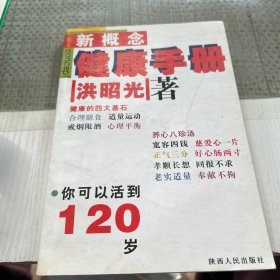 新概念
健康手册
洪昭光 著
健康的四大基石
合理膳食 适量运动
戒烟限酒 心理平衡
养心八珍汤
宽容四钱 慈爱心一片
正气三分 好心肠两寸
孝顺长想 回报不求
老实适量 奉献不拘
●你可以活到
120
岁
陕西人民出版社